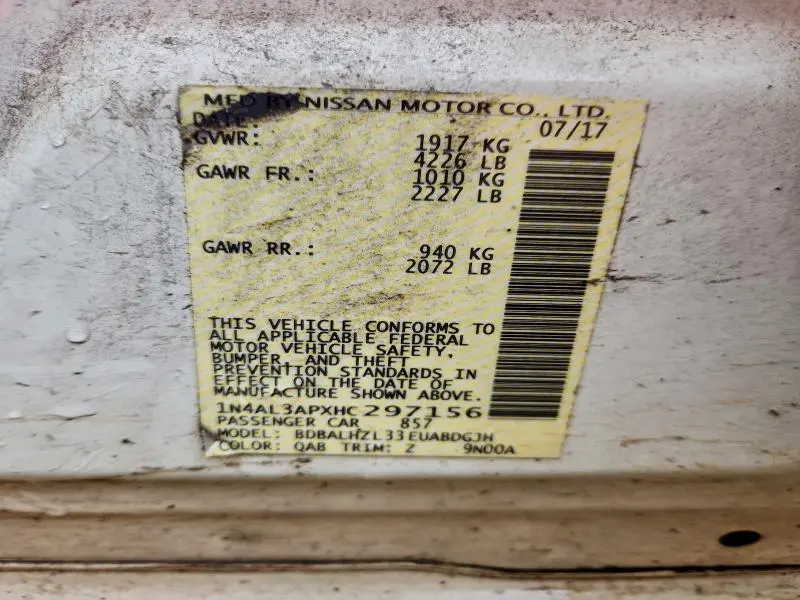 MFD BY NISSAN MOTOR CO., LTD.
DATE: 07/17
GVWR: 1917 KG
4226 LB
GAWR FR.: 1010 KG
2227 LB
GAWR RR.: 940 KG
2072 LB
THIS VEHICLE CONFORMS TO
ALL APPLICABLE FEDERAL
MOTOR VEHICLE SAFETY,
BUMPER, AND THEFT
PREVENTION STANDARDS IN
EFFECT ON THE DATE OF
MANUFACTURE SHOWN ABOVE.
1N4AL3APXHC297156
PASSENGER CAR 857
MODEL: BDBALHZL33EUABDGJH
COLOR: QAB TRIM: Z 9N00A